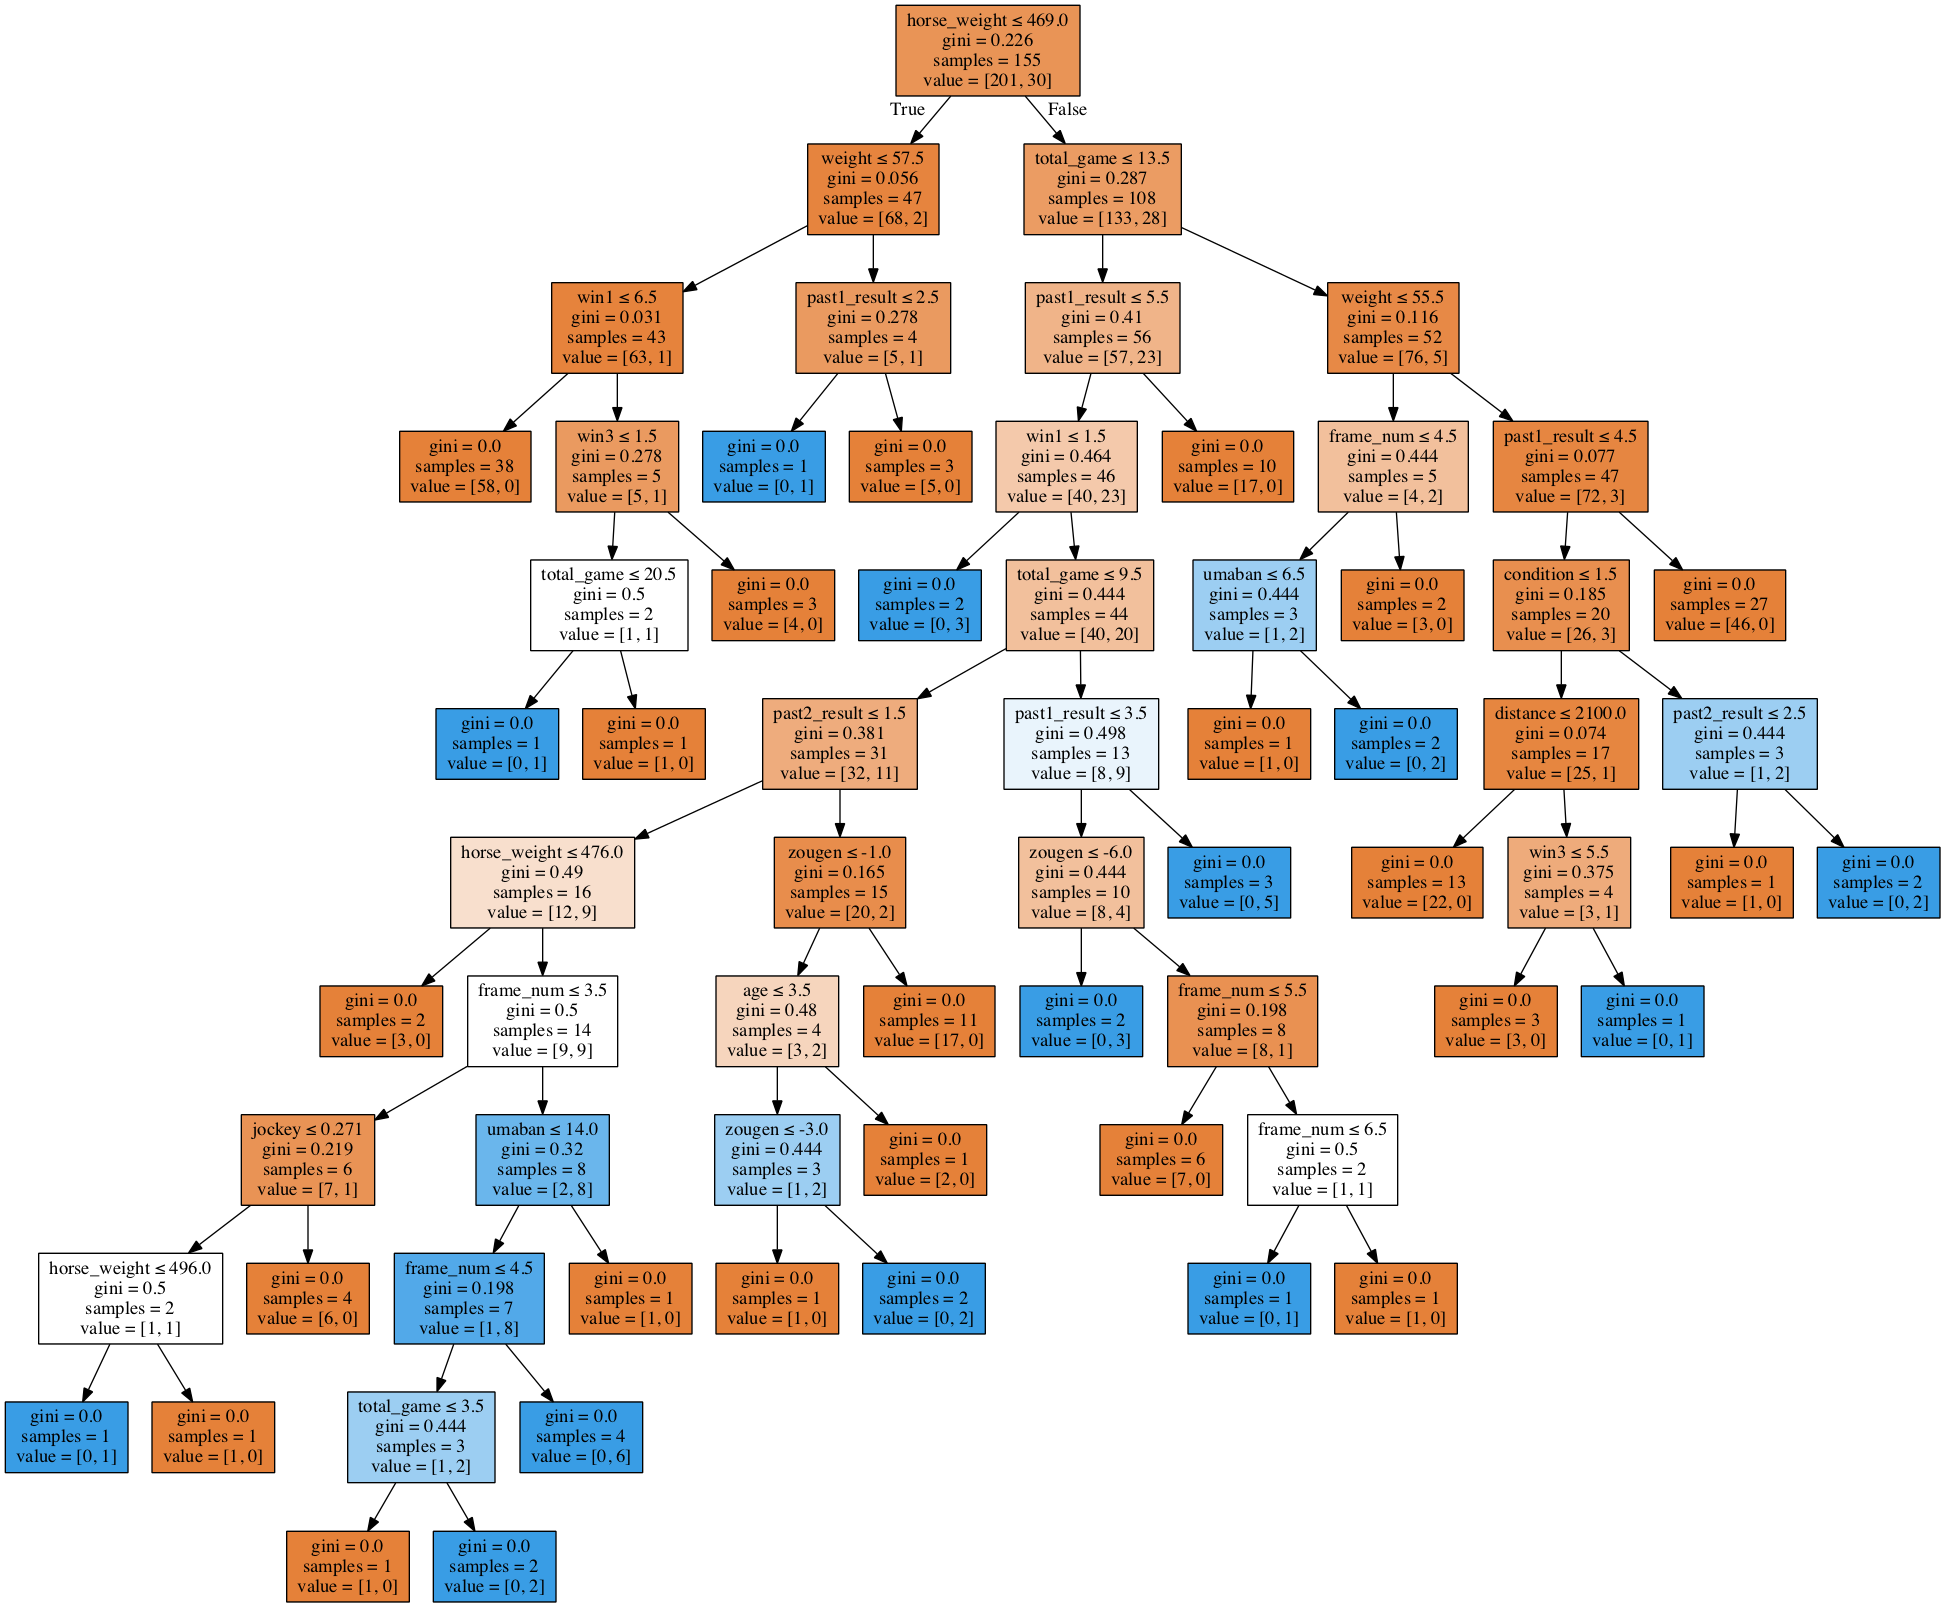 horse_weight ≤ 469.0
gini = 0.226
samples = 155
value = [201, 30]
True
False
weight ≤ 57.5
gini = 0.056
samples = 47
value = [68, 2]
total_game ≤ 13.5
gini = 0.287
samples = 108
value = [133, 28]
win1 ≤ 6.5
gini = 0.031
samples = 43
value = [63, 1]
past1_result ≤ 2.5
gini = 0.278
samples = 4
value = [5, 1]
past1_result ≤ 5.5
gini = 0.41
samples = 56
value = [57, 23]
weight ≤ 55.5
gini = 0.116
samples = 52
value = [76, 5]
gini = 0.0
samples = 38
value = [58, 0]
win3 ≤ 1.5
gini = 0.278
samples = 5
value = [5, 1]
gini = 0.0
samples = 1
value = [0, 1]
gini = 0.0
samples = 3
value = [5, 0]
win1 ≤ 1.5
gini = 0.464
samples = 46
value = [40, 23]
gini = 0.0
samples = 10
value = [17, 0]
frame_num ≤ 4.5
gini = 0.444
samples = 5
value = [4, 2]
past1_result ≤ 4.5
gini = 0.077
samples = 47
value = [72, 3]
total_game ≤ 20.5
gini = 0.5
samples = 2
value = [1, 1]
gini = 0.0
samples = 3
value = [4, 0]
gini = 0.0
samples = 2
value = [0, 3]
total_game ≤ 9.5
gini = 0.444
samples = 44
value = [40, 20]
umaban ≤ 6.5
gini = 0.444
samples = 3
value = [1, 2]
gini = 0.0
samples = 2
value = [3, 0]
condition ≤ 1.5
gini = 0.185
samples = 20
value = [26, 3]
gini = 0.0
samples = 27
value = [46, 0]
gini = 0.0
samples = 1
value = [0, 1]
gini = 0.0
samples = 1
value = [1, 0]
past2_result ≤ 1.5
gini = 0.381
samples = 31
value = [32, 11]
past1_result ≤ 3.5
gini = 0.498
samples = 13
value = [8, 9]
gini = 0.0
samples = 1
value = [1, 0]
gini = 0.0
samples = 2
value = [0, 2]
distance ≤ 2100.0
gini = 0.074
samples = 17
value = [25, 1]
past2_result ≤ 2.5
gini = 0.444
samples = 3
value = [1, 2]
horse_weight ≤ 476.0
gini = 0.49
samples = 16
value = [12, 9]
zougen ≤ -1.0
gini = 0.165
samples = 15
value = [20, 2]
zougen ≤ -6.0
gini = 0.444
samples = 10
value = [8, 4]
gini = 0.0
samples = 3
value = [0, 5]
gini = 0.0
samples = 13
value = [22, 0]
win3 ≤ 5.5
gini = 0.375
samples = 4
value = [3, 1]
gini = 0.0
samples = 1
value = [1, 0]
gini = 0.0
samples = 2
value = [0, 2]
gini = 0.0
samples = 2
value = [3, 0]
frame_num ≤ 3.5
gini = 0.5
samples = 14
value = [9, 9]
age ≤ 3.5
gini = 0.48
samples = 4
value = [3, 2]
gini = 0.0
samples = 11
value = [17, 0]
gini = 0.0
samples = 2
value = [0, 3]
frame_num ≤ 5.5
gini = 0.198
samples = 8
value = [8, 1]
gini = 0.0
samples = 3
value = [3, 0]
gini = 0.0
samples = 1
value = [0, 1]
jockey ≤ 0.271
gini = 0.219
samples = 6
value = [7, 1]
umaban ≤ 14.0
gini = 0.32
samples = 8
value = [2, 8]
zougen ≤ -3.0
gini = 0.444
samples = 3
value = [1, 2]
gini = 0.0
samples = 1
value = [2, 0]
gini = 0.0
samples = 6
value = [7, 0]
frame_num ≤ 6.5
gini = 0.5
samples = 2
value = [1, 1]
horse_weight ≤ 496.0
gini = 0.5
samples = 2
value = [1, 1]
gini = 0.0
samples = 4
value = [6, 0]
frame_num ≤ 4.5
gini = 0.198
samples = 7
value = [1, 8]
gini = 0.0
samples = 1
value = [1, 0]
gini = 0.0
samples = 1
value = [1, 0]
gini = 0.0
samples = 2
value = [0, 2]
gini = 0.0
samples = 1
value = [0, 1]
gini = 0.0
samples = 1
value = [1, 0]
gini = 0.0
samples = 1
value = [0, 1]
gini = 0.0
samples = 1
value = [1, 0]
total_game ≤ 3.5
gini = 0.444
samples = 3
value = [1, 2]
gini = 0.0
samples = 4
value = [0, 6]
gini = 0.0
samples = 1
value = [1, 0]
gini = 0.0
samples = 2
value = [0, 2]